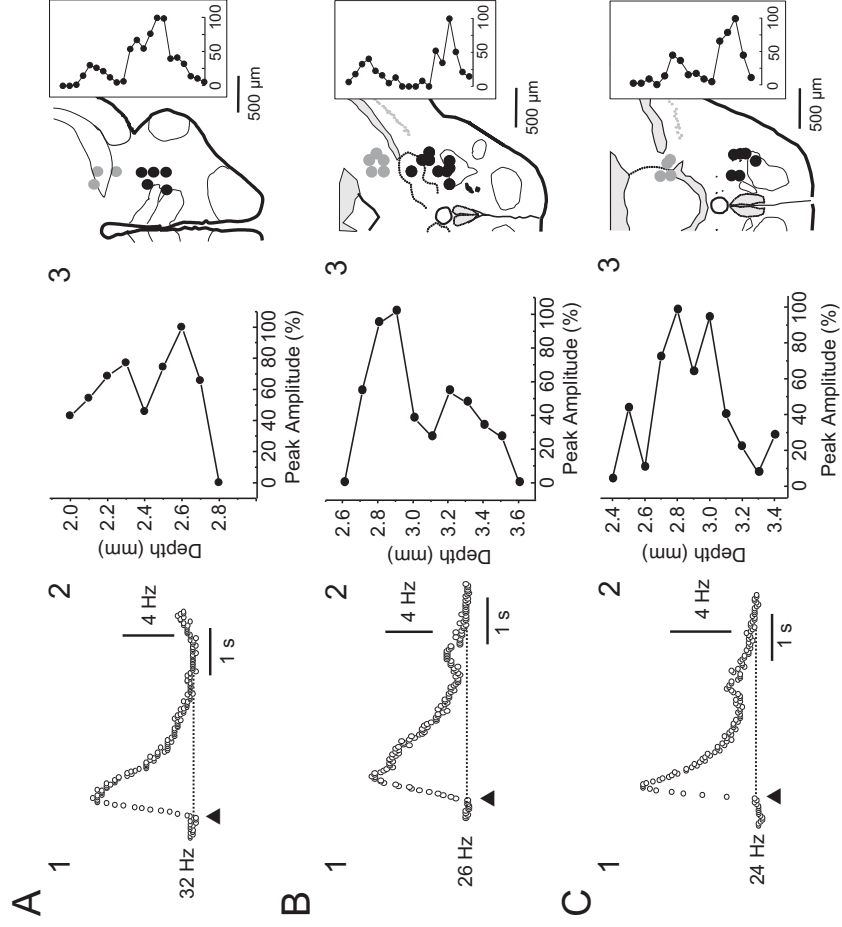 A
1
32 Hz
4 Hz
1 s
2
Depth (mm)
2.0
2.2
2.4
2.6
2.8
0 20 40 60 80 100
Peak Amplitude (%)
3
500 µm
0 50 100
B
1
26 Hz
4 Hz
1 s
2
Depth (mm)
2.6
2.8
3.0
3.2
3.4
3.6
0 20 40 60 80 100
Peak Amplitude (%)
3
500 µm
0 50 100
C
1
24 Hz
4 Hz
1 s
2
Depth (mm)
2.4
2.6
2.8
3.0
3.2
3.4
0 20 40 60 80 100
Peak Amplitude (%)
3
500 µm
0 50 100